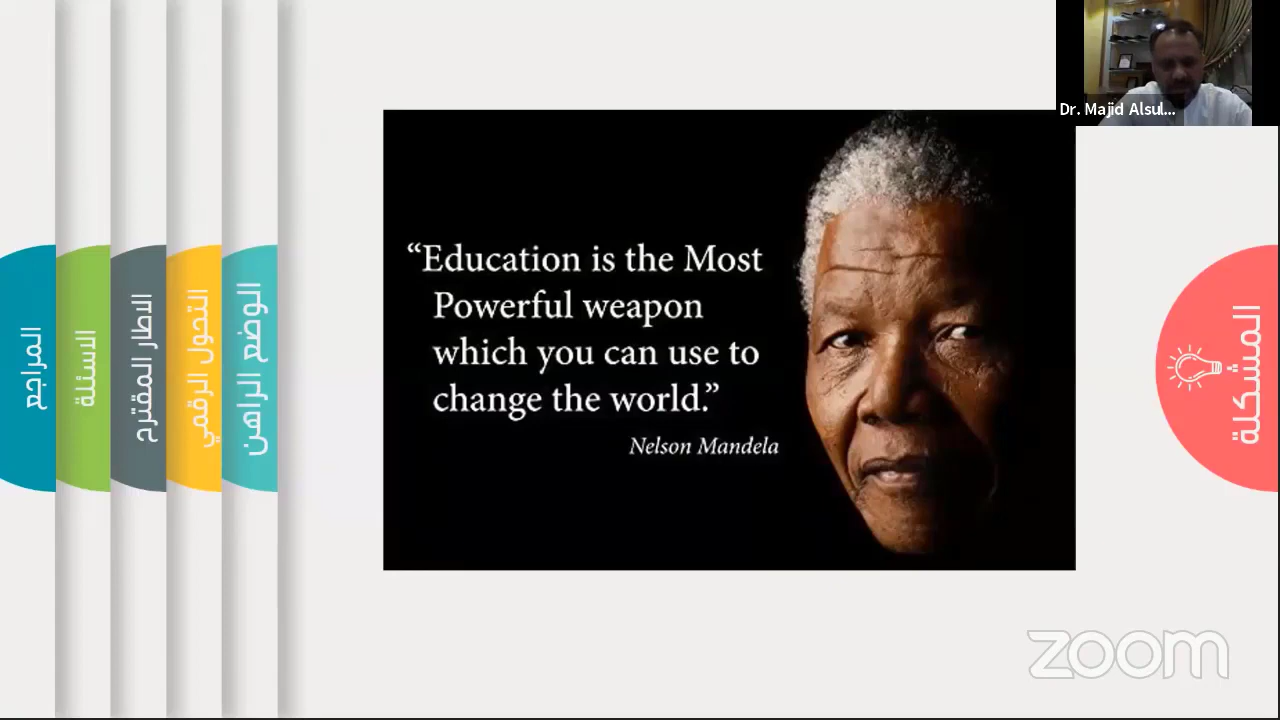 Dr. Majid Alsul...
“Education is the Most
Powerful weapon
which you can use to
change the world.”
Nelson Mandela
المشكلة
الوضع الراهن
التحول الرقمي
الاطار المقترح
الاسئلة
المراجع
zoom